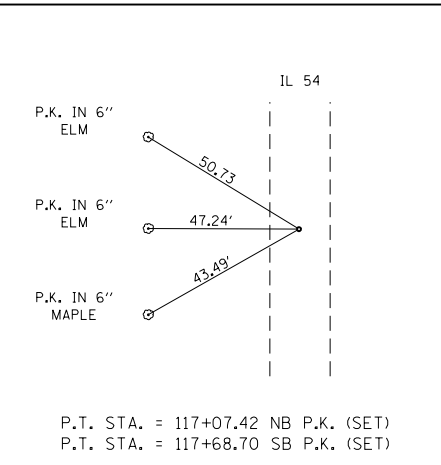 IL 54
P.K. IN 6''
ELM
50.73
P.K. IN 6''
ELM
47.24'
43.49'
P.K. IN 6''
MAPLE
P.T. STA. = 117+07.42 NB P.K. (SET)
P.T. STA. = 117+68.70 SB P.K. (SET)